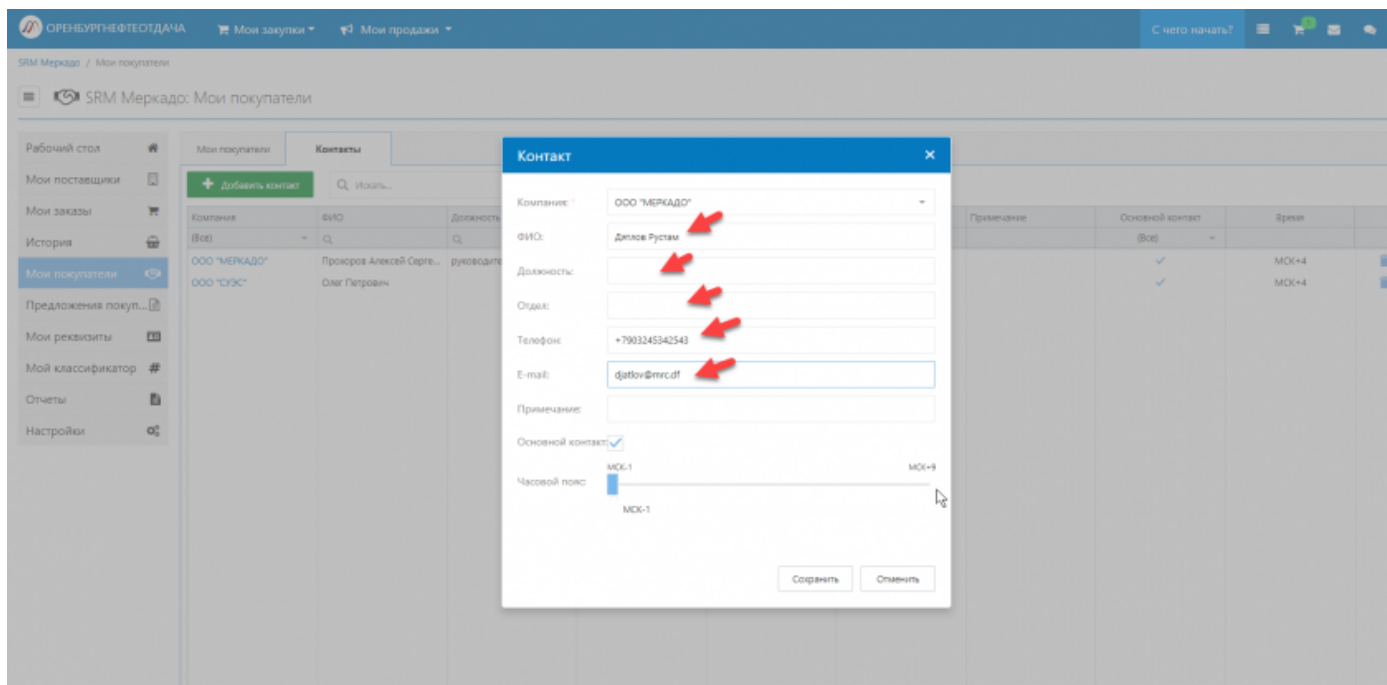 ОРЕНБУРГНЕФТЕОТДАЧА Мои закупки Мои продажи С чего начать?
SRM Меркадо / Мои покупатели
SRM Меркадо: Мои покупатели
Рабочий стол
Мои поставщики
Мои заказы
История
Мои покупатели
Предложения покуп...
Мои реквизиты
Мой классификатор
Отчеты
Настройки
Мои покупатели Контакты
Добавить контакт Искать...
Компания ФИО Должность Примечание Основной контакт Время
(Все) (Все)
ООО "МЕРКАДО" Прохоров Алексей Серге... руководите МСК+4
ООО "СУЭС" Олег Петрович МСК+4
Контакт
Компания: * ООО "МЕРКАДО"
ФИО: Дятлов Рустам
Должность:
Отдел:
Телефон: +7903245342543
E-mail: djatlov@mrc.df
Примечание:
Основной контакт:
МСК-1 МСК+9
Часовой пояс:
МСК-1
Сохранить Отменить